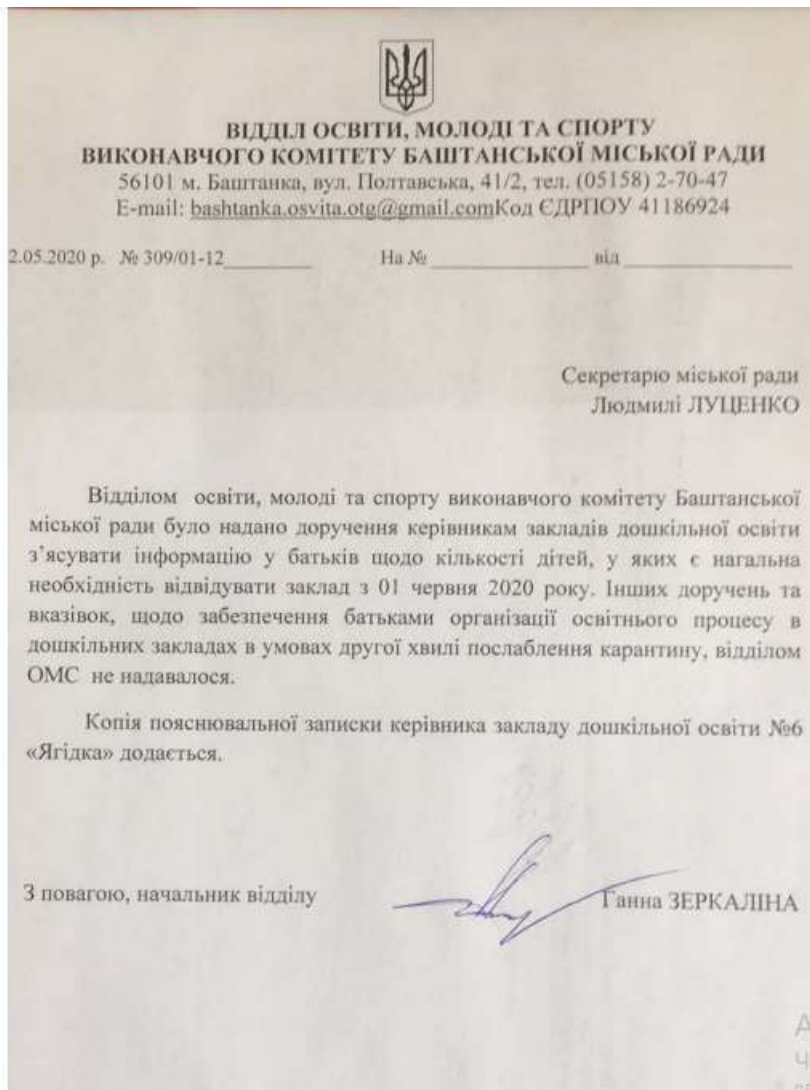 ВІДДІЛ ОСВІТИ, МОЛОДІ ТА СПОРТУ
ВИКОНАВЧОГО КОМІТЕТУ БАШТАНСЬКОЇ МІСЬКОЇ РАДИ
56101 м. Баштанка, вул. Полтавська, 41/2, тел. (05158) 2-70-47
E-mail: bashtanka.osvita.otg@gmail.comКод ЄДРПОУ 41186924
2.05.2020 р. № 309/01-12_________ На № ________________ від _________________
Секретарю міської ради
Людмилі ЛУЦЕНКО
Відділом освіти, молоді та спорту виконавчого комітету Баштанської
міської ради було надано доручення керівникам закладів дошкільної освіти
з’ясувати інформацію у батьків щодо кількості дітей, у яких є нагальна
необхідність відвідувати заклад з 01 червня 2020 року. Інших доручень та
вказівок, щодо забезпечення батьками організації освітнього процесу в
дошкільних закладах в умовах другої хвилі послаблення карантину, відділом
ОМС не надавалося.
Копія пояснювальної записки керівника закладу дошкільної освіти №6
«Ягідка» додається.
З повагою, начальник відділу Ганна ЗЕРКАЛІНА